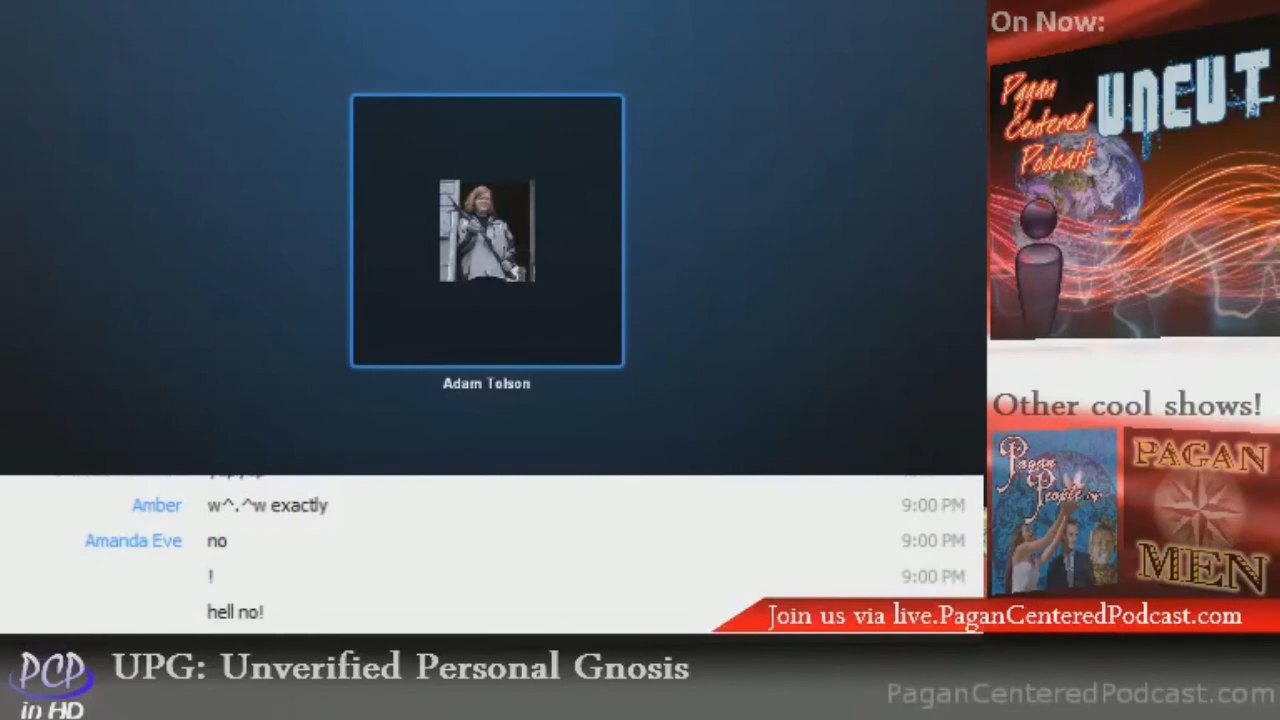 On Now:
Pagan
Centered
Podcast
UNCUT
Adam Tolson
Amber w^.^w exactly 9:00 PM
Amanda Eve no 9:00 PM
! 9:00 PM
hell no!
Other cool shows!
Pagan
People
PAGAN
MEN
Join us via live.PaganCenteredPodcast.com
PCP
in HD
UPG: Unverified Personal Gnosis
PaganCenteredPodcast.com